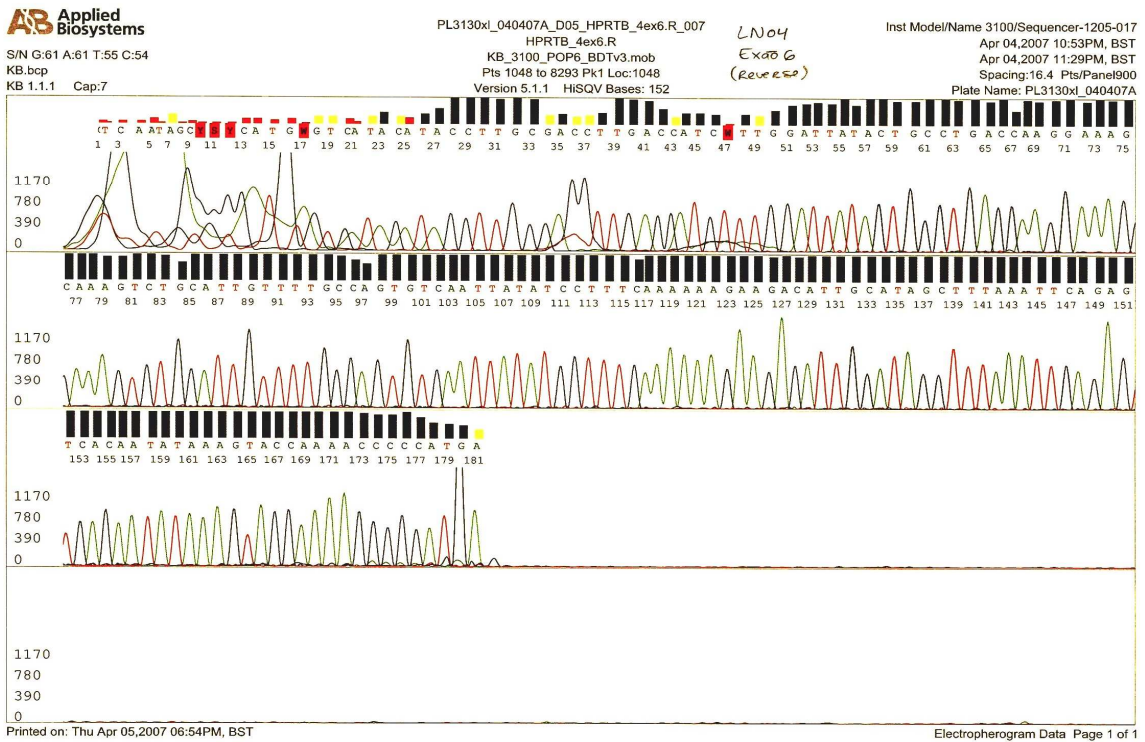 AB Applied Biosystems
S/N G:61 A:61 T:55 C:54
KB.bcp
KB 1.1.1 Cap:7
PL3130xl_040407A_D05_HPRTB_4ex6.R_007
HPRTB_4ex6.R
KB_3100_POP6_BDTv3.mob
Pts 1048 to 8293 Pk1 Loc:1048
Version 5.1.1 HiSQV Bases: 152
LN04
Exon 6
(Reverse)
Inst Model/Name 3100/Sequencer-1205-017
Apr 04,2007 10:53PM, BST
Apr 04,2007 11:29PM, BST
Spacing:16.4 Pts/Panel900
Plate Name: PL3130xl_040407A
C T C A A T A G C Y S Y C A T G W G T C A T A C A T A C C T T G C G A C C T T G A C C A T C W T T G G A T T A T A C T G C C T G A C C A A G G A A A G
1 3 5 7 9 11 13 15 17 19 21 23 25 27 29 31 33 35 37 39 41 43 45 47 49 51 53 55 57 59 61 63 65 67 69 71 73 75
1170
780
390
0
C A A A G T C T G C A T T G T T T T G C C A G T G T C A A T T A T A T C C T T T C A A A A A A G A A G A C A T T G C A T A G C T T T A A A T T C A G A G
77 79 81 83 85 87 89 91 93 95 97 99 101 103 105 107 109 111 113 115 117 119 121 123 125 127 129 131 133 135 137 139 141 143 145 147 149 151
1170
780
390
0
T C A C A A T A T A A A G T A C C A A A A C C C C C A T G A
153 155 157 159 161 163 165 167 169 171 173 175 177 179 181
1170
780
390
0
1170
780
390
0
Printed on: Thu Apr 05,2007 06:54PM, BST
Electropherogram Data Page 1 of 1